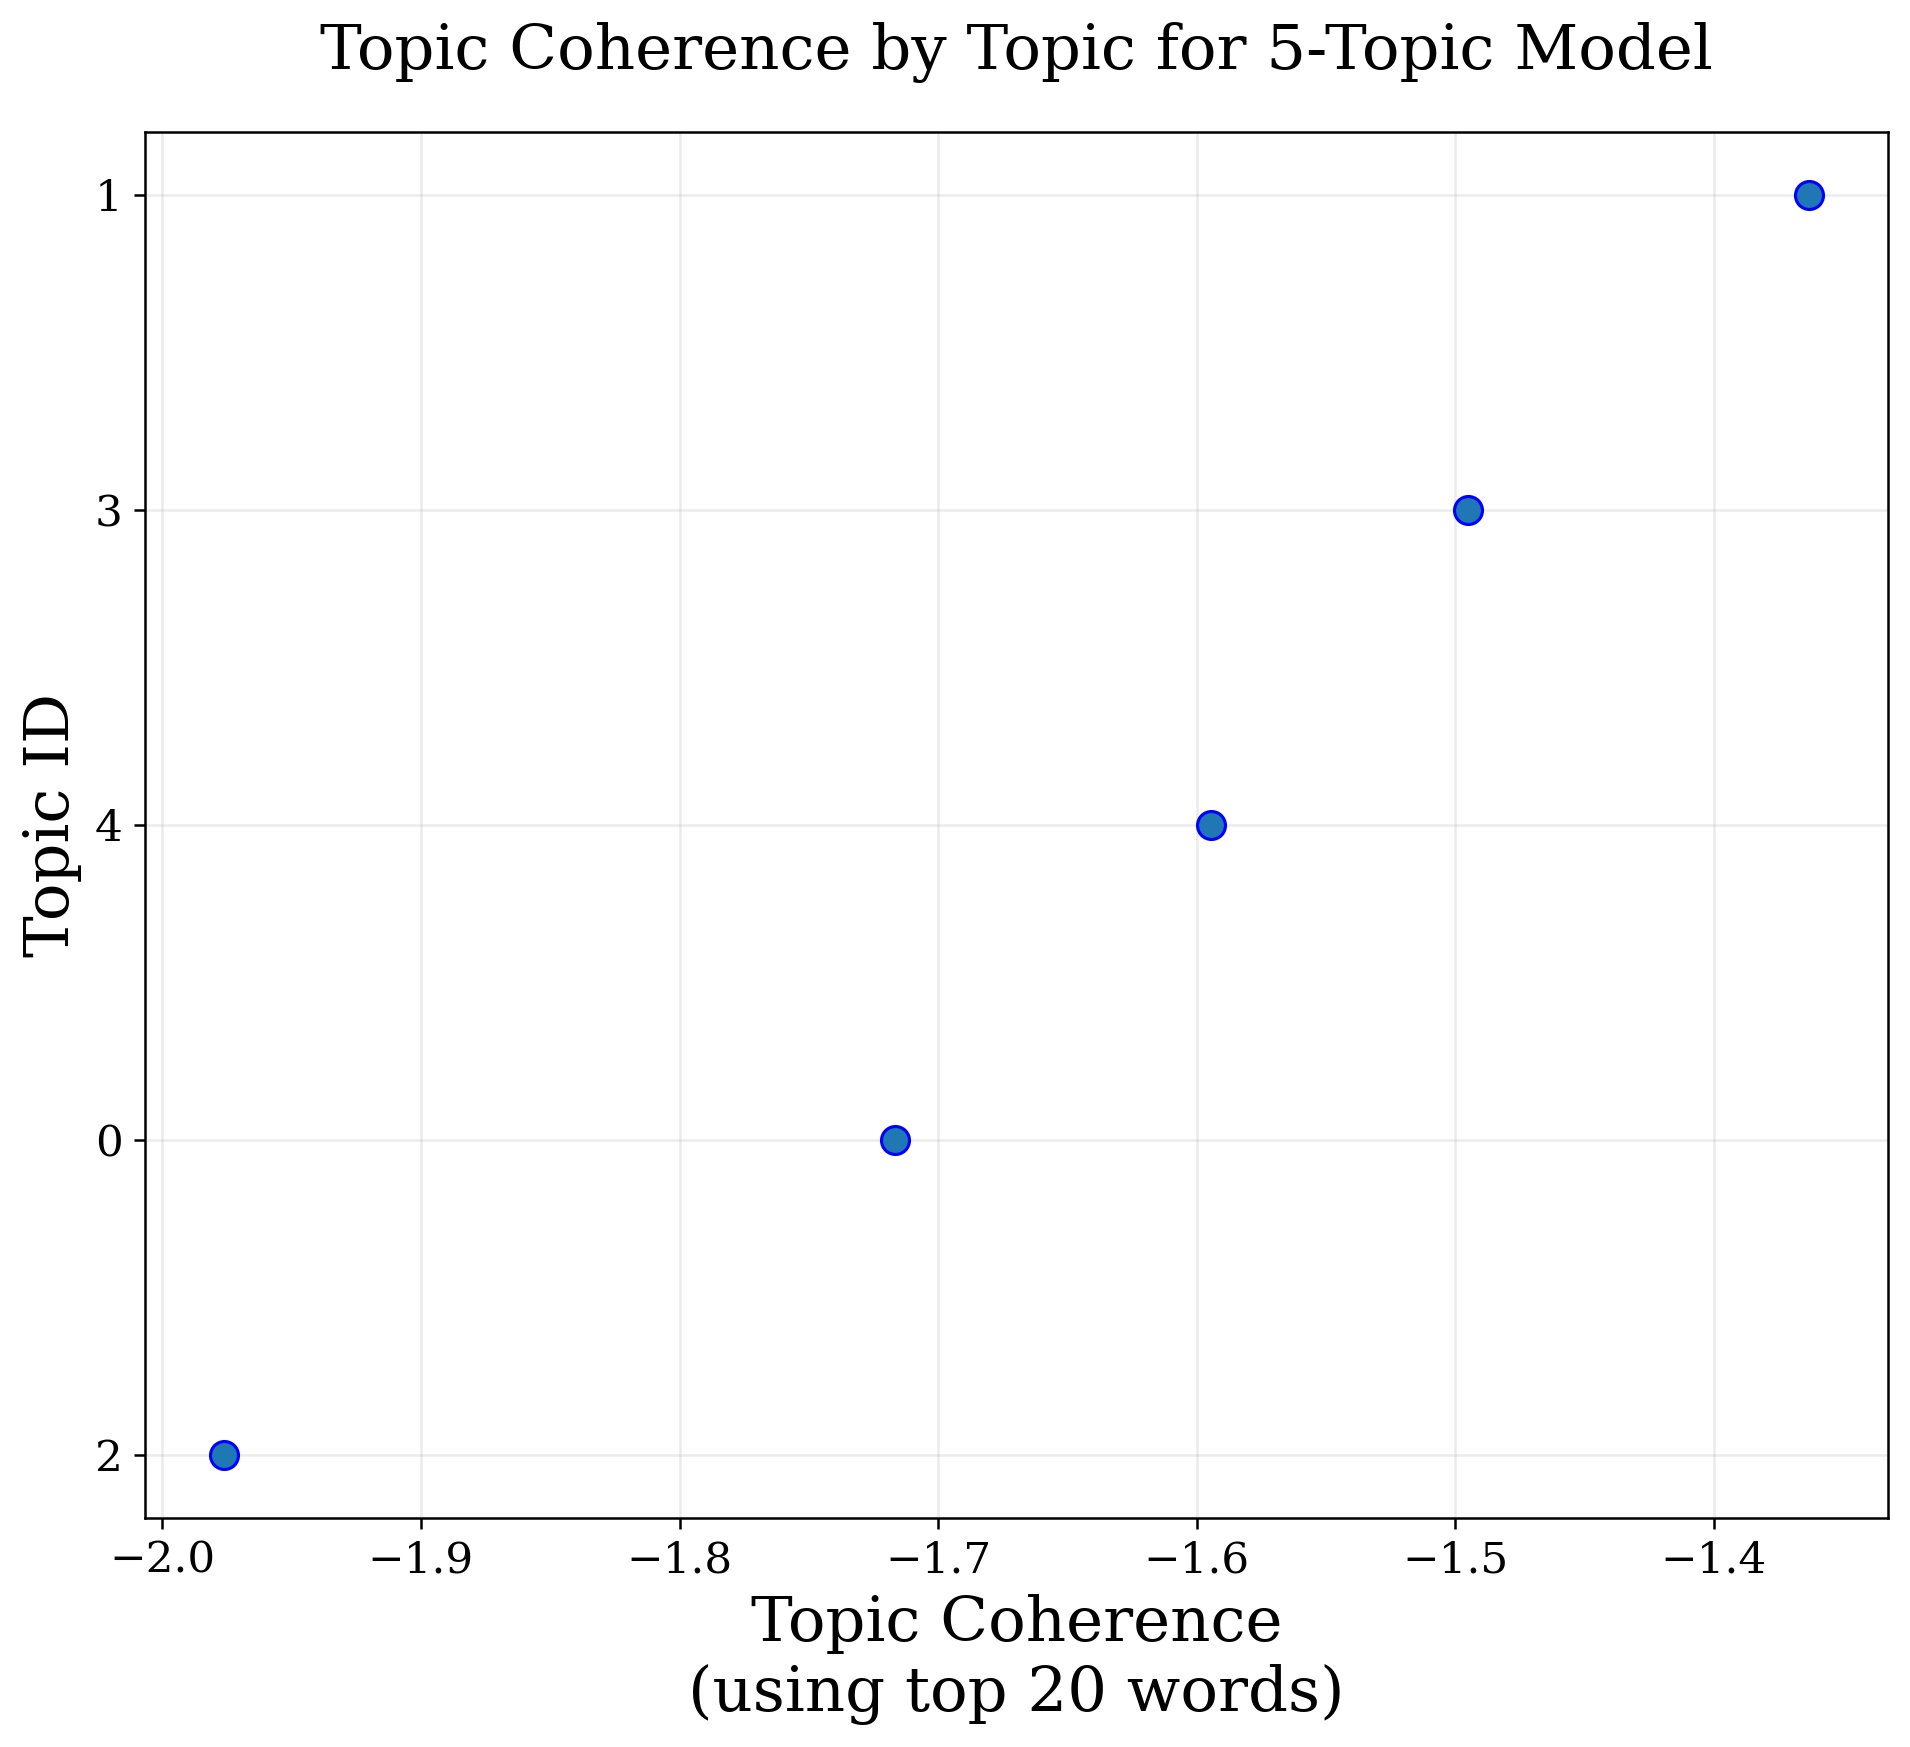 Topic Coherence by Topic for 5-Topic Model
Topic ID
1
3
4
0
2
−2.0 −1.9 −1.8 −1.7 −1.6 −1.5 −1.4
Topic Coherence
(using top 20 words)